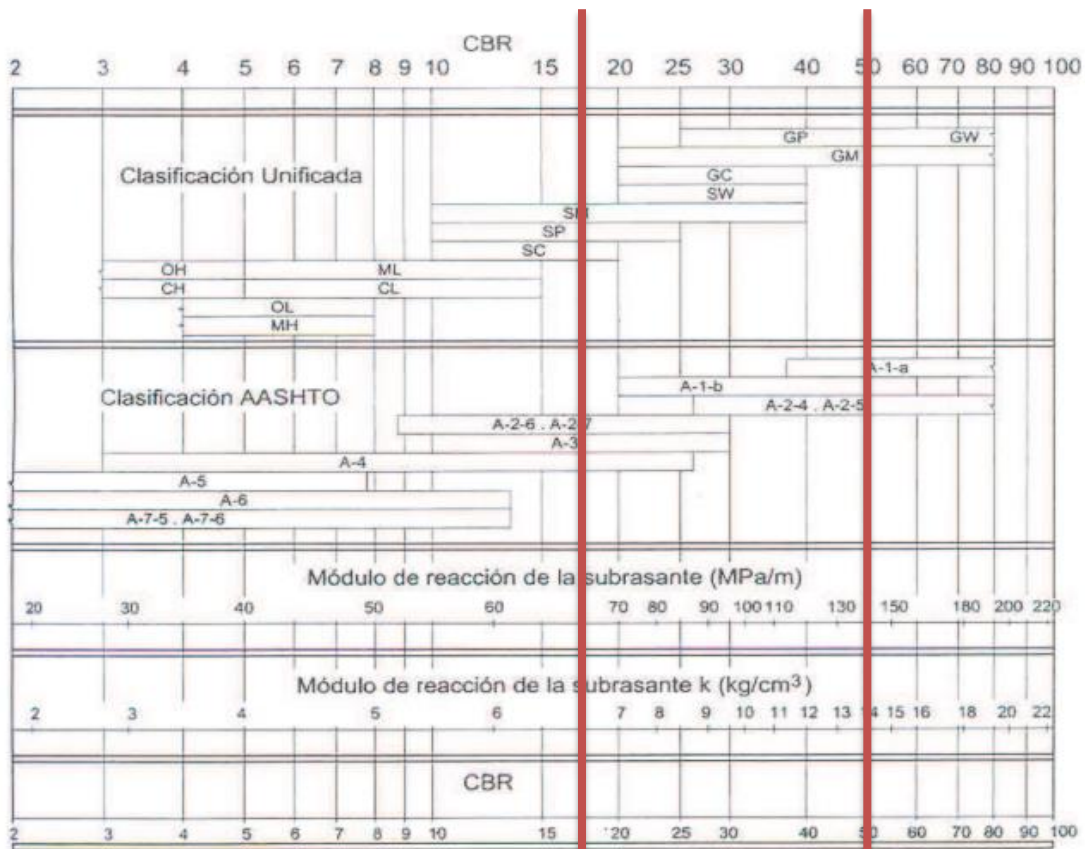 CBR
2 3 4 5 6 7 8 9 10 15 20 25 30 40 50 60 70 80 90 100
GP GW
GM
Clasificación Unificada
GC
SW
SM
SP
SC
OH ML
CH CL
OL
MH
A-1-a
A-1-b
Clasificación AASHTO
A-2-4 . A-2-5
A-2-6 . A-2-7
A-3
A-4
A-5
A-6
A-7-5 . A-7-6
Módulo de reacción de la subrasante (MPa/m)
20 30 40 50 60 70 80 90 100 110 130 150 180 200 220
Módulo de reacción de la subrasante k (kg/cm³)
2 3 4 5 6 7 8 9 10 11 12 13 14 15 16 18 20 22
CBR
2 3 4 5 6 7 8 9 10 15 20 25 30 40 50 60 70 80 90 100